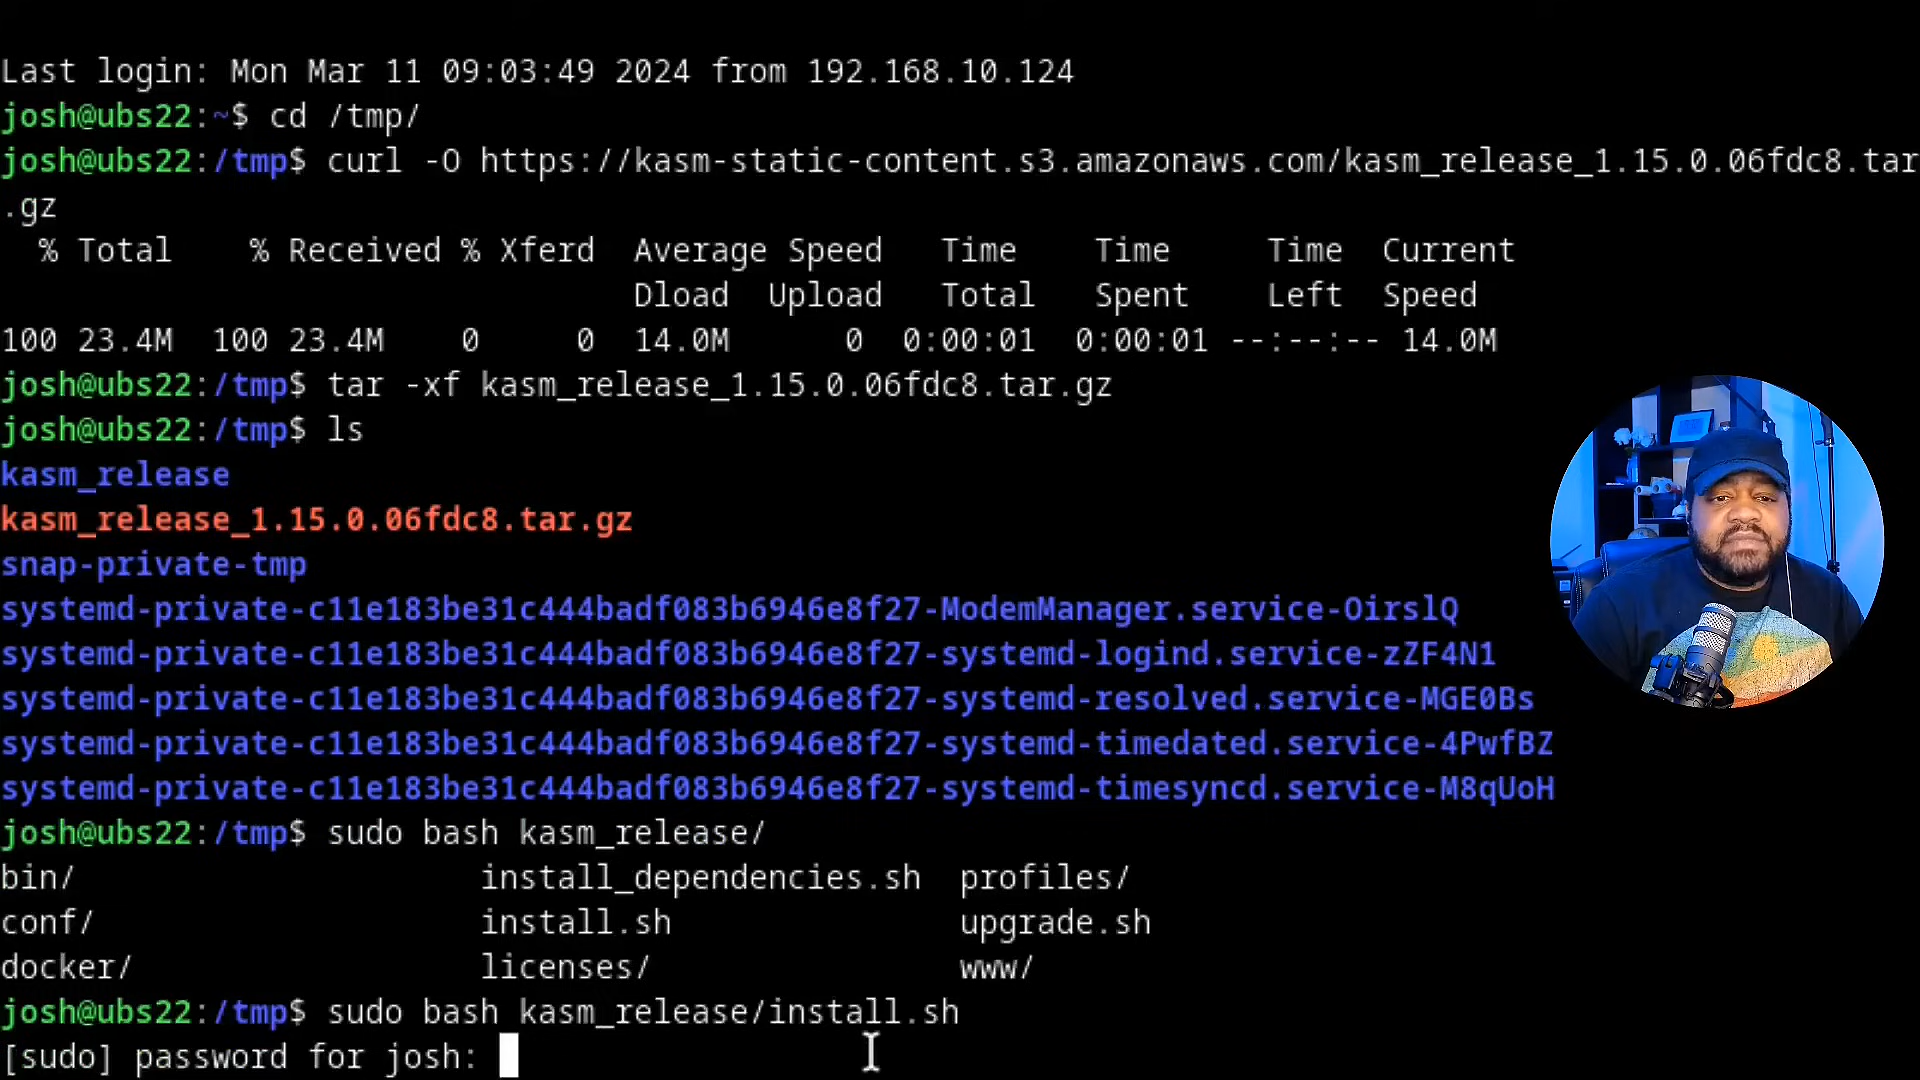 Last login: Mon Mar 11 09:03:49 2024 from 192.168.10.124
josh@ubs22:~$ cd /tmp/
josh@ubs22:/tmp$ curl -O https://kasm-static-content.s3.amazonaws.com/kasm_release_1.15.0.06fdc8.tar
.gz
% Total % Received % Xferd Average Speed Time Time Time Current
Dload Upload Total Spent Left Speed
100 23.4M 100 23.4M 0 0 14.0M 0 0:00:01 0:00:01 --:--:-- 14.0M
josh@ubs22:/tmp$ tar -xf kasm_release_1.15.0.06fdc8.tar.gz
josh@ubs22:/tmp$ ls
kasm_release
kasm_release_1.15.0.06fdc8.tar.gz
snap-private-tmp
systemd-private-c11e183be31c444badf083b6946e8f27-ModemManager.service-OirslQ
systemd-private-c11e183be31c444badf083b6946e8f27-systemd-logind.service-zZF4N1
systemd-private-c11e183be31c444badf083b6946e8f27-systemd-resolved.service-MGE0Bs
systemd-private-c11e183be31c444badf083b6946e8f27-systemd-timedated.service-4PwfBZ
systemd-private-c11e183be31c444badf083b6946e8f27-systemd-timesyncd.service-M8qUoH
josh@ubs22:/tmp$ sudo bash kasm_release/
bin/ install_dependencies.sh profiles/
conf/ install.sh upgrade.sh
docker/ licenses/ www/
josh@ubs22:/tmp$ sudo bash kasm_release/install.sh
[sudo] password for josh: